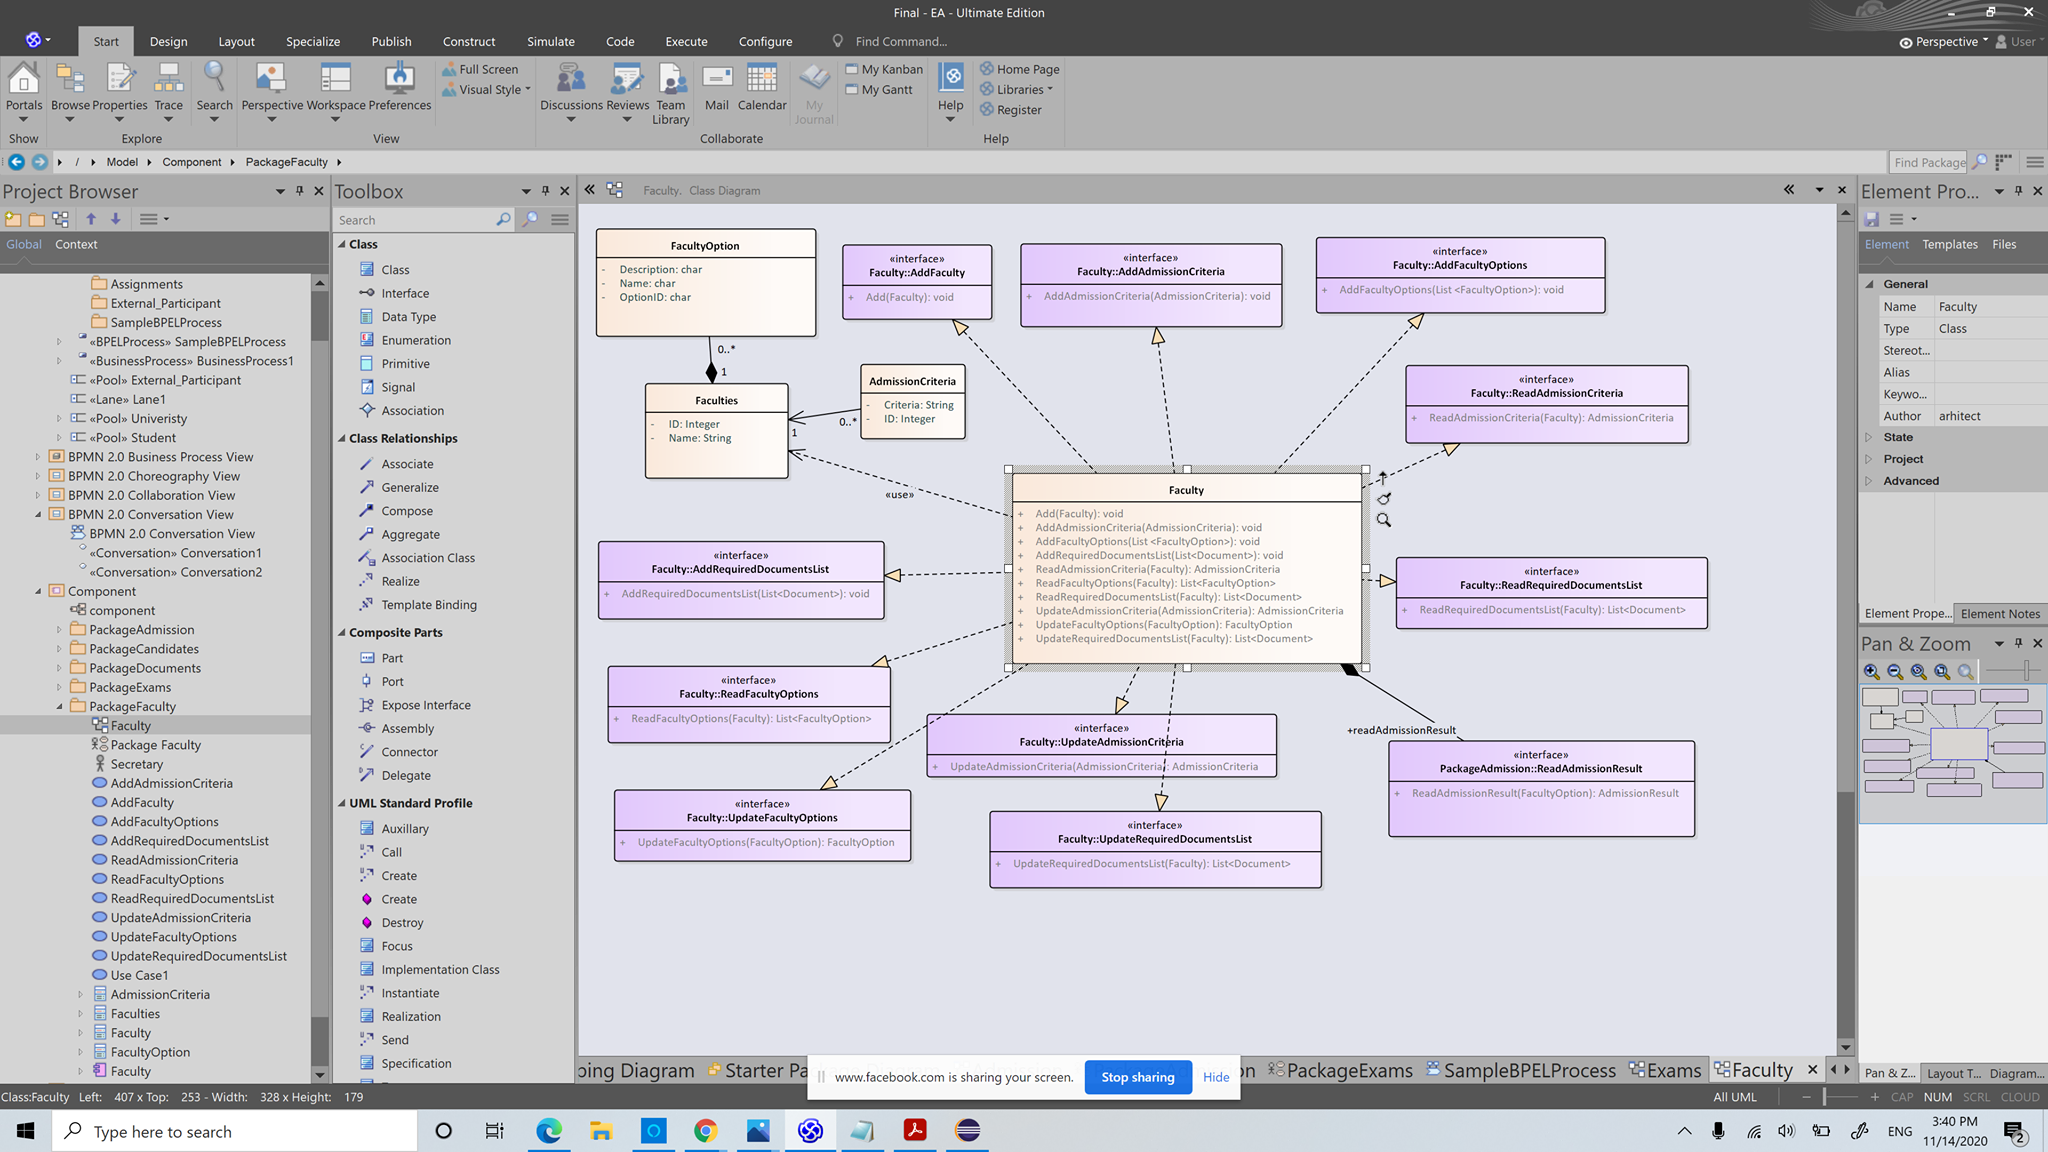 Final - EA - Ultimate Edition
Start Design Layout Specialize Publish Construct Simulate Code Execute Configure Find Command... Perspective User
Portals Browse Properties Trace Search Perspective Workspace Preferences Full Screen Visual Style Discussions Reviews Team Library Mail Calendar My Journal My Kanban My Gantt Help Home Page Libraries Register
Show Explore View Collaborate Help
/ Model Component PackageFaculty Find Package
Project Browser
Global Context
Assignments
External_Participant
SampleBPELProcess
«BPELProcess» SampleBPELProcess
«BusinessProcess» BusinessProcess1
«Pool» External_Participant
«Lane» Lane1
«Pool» Univeristy
«Pool» Student
BPMN 2.0 Business Process View
BPMN 2.0 Choreography View
BPMN 2.0 Collaboration View
BPMN 2.0 Conversation View
BPMN 2.0 Conversation View
«Conversation» Conversation1
«Conversation» Conversation2
Component
component
PackageAdmission
PackageCandidates
PackageDocuments
PackageExams
PackageFaculty
Faculty
Package Faculty
Secretary
AddAdmissionCriteria
AddFaculty
AddFacultyOptions
AddRequiredDocumentsList
ReadAdmissionCriteria
ReadFacultyOptions
ReadRequiredDocumentsList
UpdateAdmissionCriteria
UpdateFacultyOptions
UpdateRequiredDocumentsList
Use Case1
AdmissionCriteria
Faculties
Faculty
FacultyOption
Faculty
Toolbox
Search
Class
Class
Interface
Data Type
Enumeration
Primitive
Signal
Association
Class Relationships
Associate
Generalize
Compose
Aggregate
Association Class
Realize
Template Binding
Composite Parts
Part
Port
Expose Interface
Assembly
Connector
Delegate
UML Standard Profile
Auxillary
Call
Create
Create
Destroy
Focus
Implementation Class
Instantiate
Realization
Send
Specification
Faculty. Class Diagram
FacultyOption
- Description: char
- Name: char
- OptionID: char
«interface»
Faculty::AddFaculty
+ Add(Faculty): void
«interface»
Faculty::AddAdmissionCriteria
+ AddAdmissionCriteria(AdmissionCriteria): void
«interface»
Faculty::AddFacultyOptions
+ AddFacultyOptions(List <FacultyOption>): void
0..*
1
Faculties
- ID: Integer
- Name: String
AdmissionCriteria
- Criteria: String
- ID: Integer
0..*
1
«interface»
Faculty::ReadAdmissionCriteria
+ ReadAdmissionCriteria(Faculty): AdmissionCriteria
«use»
Faculty
+ Add(Faculty): void
+ AddAdmissionCriteria(AdmissionCriteria): void
+ AddFacultyOptions(List <FacultyOption>): void
+ AddRequiredDocumentsList(List<Document>): void
+ ReadAdmissionCriteria(Faculty): AdmissionCriteria
+ ReadFacultyOptions(Faculty): List<FacultyOption>
+ ReadRequiredDocumentsList(Faculty): List<Document>
+ UpdateAdmissionCriteria(AdmissionCriteria): AdmissionCriteria
+ UpdateFacultyOptions(FacultyOption): FacultyOption
+ UpdateRequiredDocumentsList(Faculty): List<Document>
«interface»
Faculty::AddRequiredDocumentsList
+ AddRequiredDocumentsList(List<Document>): void
«interface»
Faculty::ReadRequiredDocumentsList
+ ReadRequiredDocumentsList(Faculty): List<Document>
«interface»
Faculty::ReadFacultyOptions
+ ReadFacultyOptions(Faculty): List<FacultyOption>
«interface»
Faculty::UpdateAdmissionCriteria
+ UpdateAdmissionCriteria(AdmissionCriteria): AdmissionCriteria
+readAdmissionResult
«interface»
PackageAdmission::ReadAdmissionResult
+ ReadAdmissionResult(FacultyOption): AdmissionResult
«interface»
Faculty::UpdateFacultyOptions
+ UpdateFacultyOptions(FacultyOption): FacultyOption
«interface»
Faculty::UpdateRequiredDocumentsList
+ UpdateRequiredDocumentsList(Faculty): List<Document>
Element Pro...
Element Templates Files
General
Name Faculty
Type Class
Stereot...
Alias
Keywo...
Author arhitect
State
Project
Advanced
Element Prope... Element Notes
Pan & Zoom
Pan & Z... Layout T... Diagram...
ping Diagram Starter Pa n PackageExams SampleBPELProcess Exams Faculty
www.facebook.com is sharing your screen. Stop sharing Hide
Class:Faculty Left: 407 x Top: 253 - Width: 328 x Height: 179 All UML CAP NUM SCRL CLOUD
Type here to search
ENG 3:40 PM
11/14/2020 2